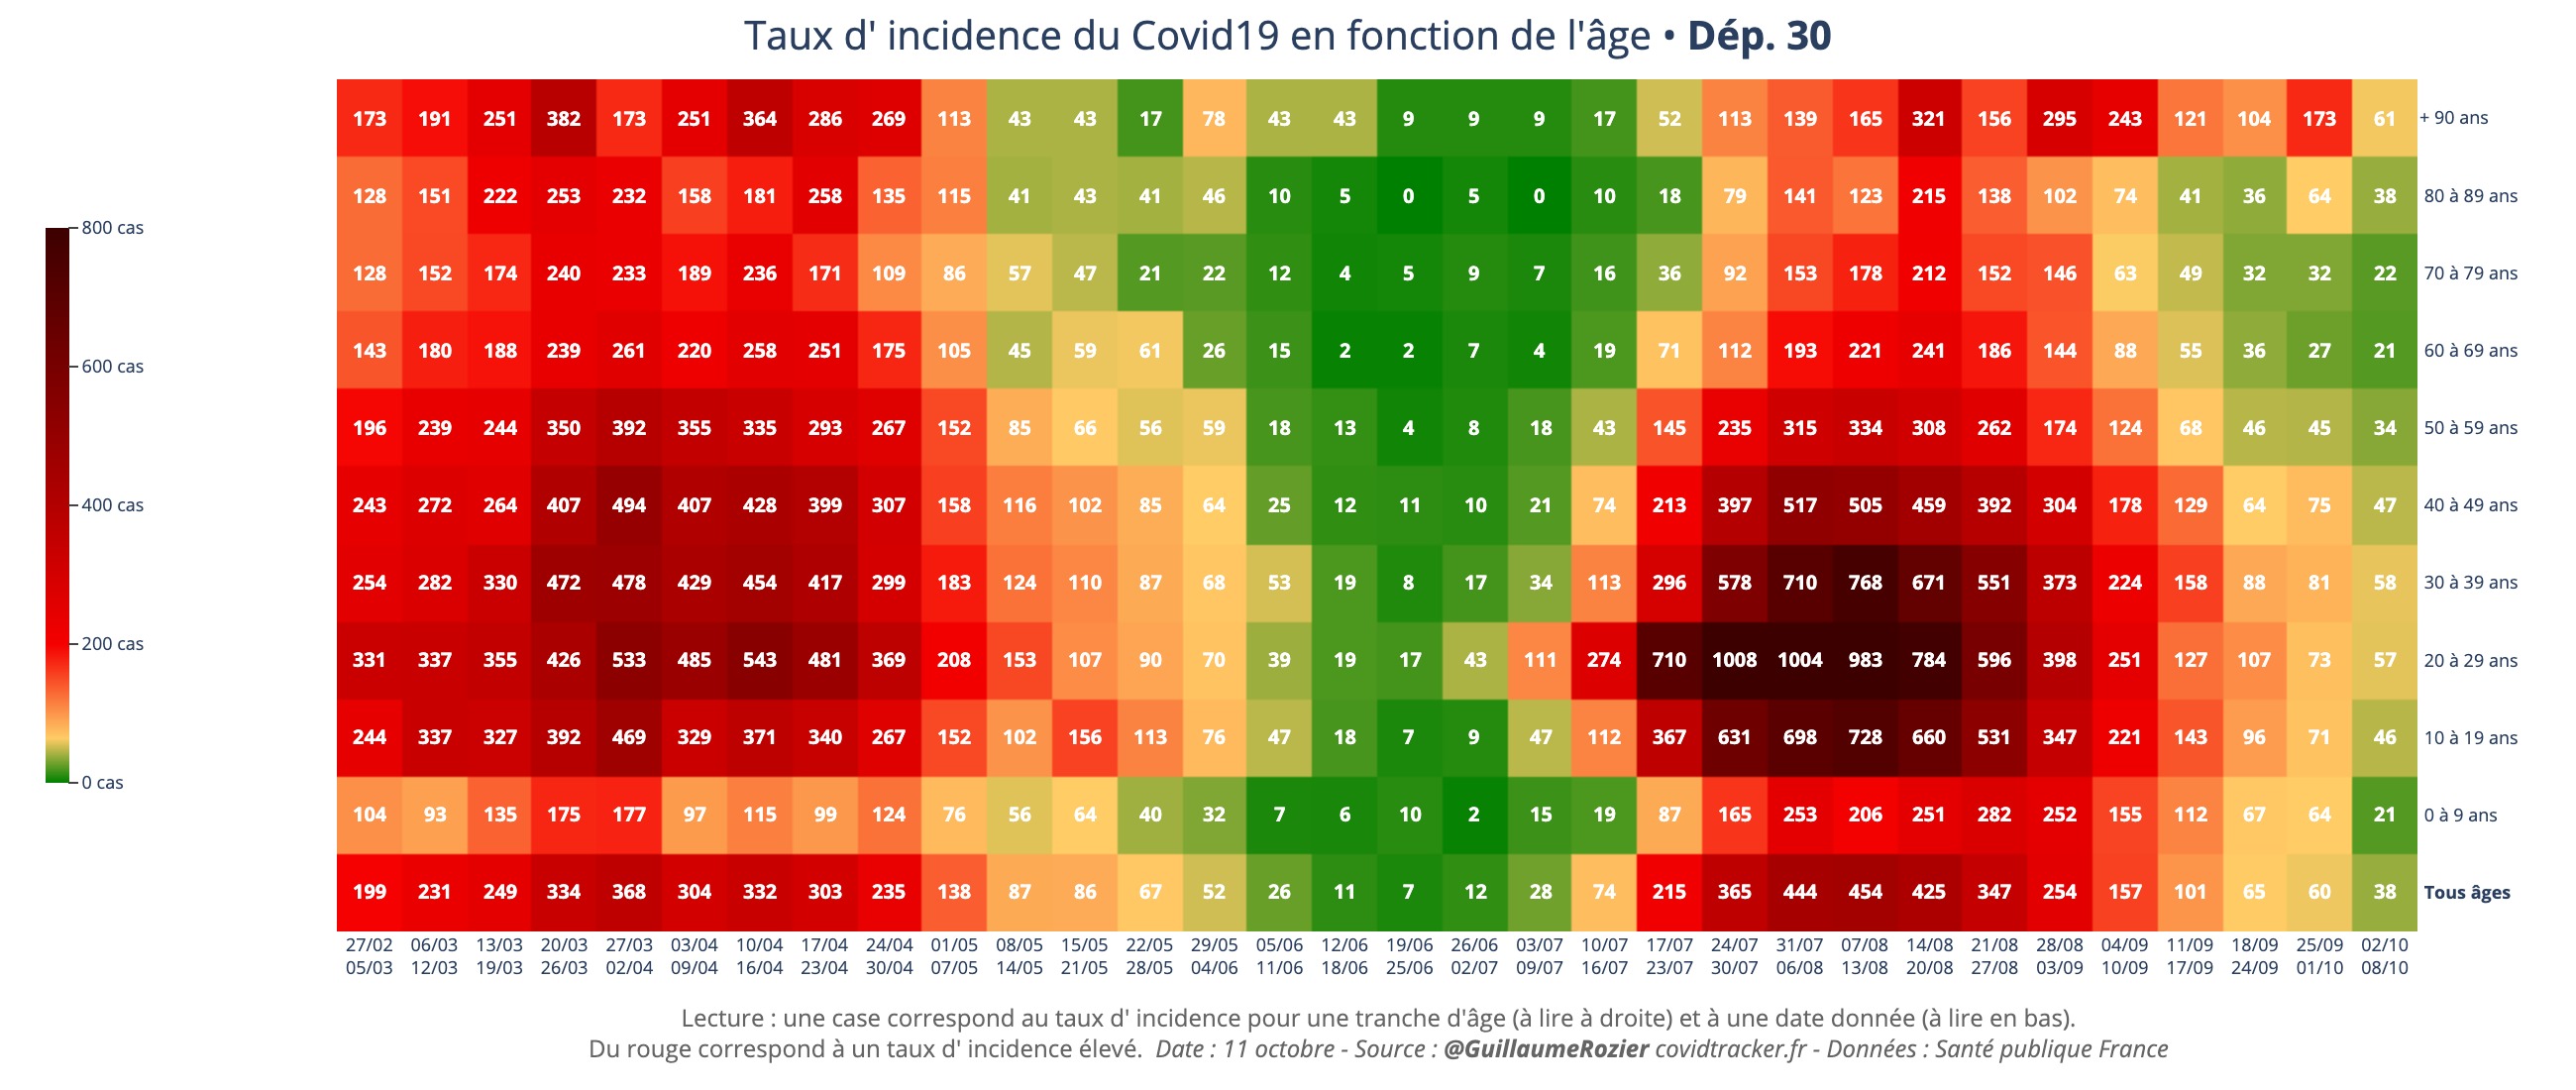 Taux d' incidence du Covid19 en fonction de l'âge • Dép. 30
800 cas
600 cas
400 cas
200 cas
0 cas
173 191 251 382 173 251 364 286 269 113 43 43 17 78 43 43 9 9 9 17 52 113 139 165 321 156 295 243 121 104 173 61 + 90 ans
128 151 222 253 232 158 181 258 135 115 41 43 41 46 10 5 0 5 0 10 18 79 141 123 215 138 102 74 41 36 64 38 80 à 89 ans
128 152 174 240 233 189 236 171 109 86 57 47 21 22 12 4 5 9 7 16 36 92 153 178 212 152 146 63 49 32 32 22 70 à 79 ans
143 180 188 239 261 220 258 251 175 105 45 59 61 26 15 2 2 7 4 19 71 112 193 221 241 186 144 88 55 36 27 21 60 à 69 ans
196 239 244 350 392 355 335 293 267 152 85 66 56 59 18 13 4 8 18 43 145 235 315 334 308 262 174 124 68 46 45 34 50 à 59 ans
243 272 264 407 494 407 428 399 307 158 116 102 85 64 25 12 11 10 21 74 213 397 517 505 459 392 304 178 129 64 75 47 40 à 49 ans
254 282 330 472 478 429 454 417 299 183 124 110 87 68 53 19 8 17 34 113 296 578 710 768 671 551 373 224 158 88 81 58 30 à 39 ans
331 337 355 426 533 485 543 481 369 208 153 107 90 70 39 19 17 43 111 274 710 1008 1004 983 784 596 398 251 127 107 73 57 20 à 29 ans
244 337 327 392 469 329 371 340 267 152 102 156 113 76 47 18 7 9 47 112 367 631 698 728 660 531 347 221 143 96 71 46 10 à 19 ans
104 93 135 175 177 97 115 99 124 76 56 64 40 32 7 6 10 2 15 19 87 165 253 206 251 282 252 155 112 67 64 21 0 à 9 ans
199 231 249 334 368 304 332 303 235 138 87 86 67 52 26 11 7 12 28 74 215 365 444 454 425 347 254 157 101 65 60 38 Tous âges
27/02 06/03 13/03 20/03 27/03 03/04 10/04 17/04 24/04 01/05 08/05 15/05 22/05 29/05 05/06 12/06 19/06 26/06 03/07 10/07 17/07 24/07 31/07 07/08 14/08 21/08 28/08 04/09 11/09 18/09 25/09 02/10
05/03 12/03 19/03 26/03 02/04 09/04 16/04 23/04 30/04 07/05 14/05 21/05 28/05 04/06 11/06 18/06 25/06 02/07 09/07 16/07 23/07 30/07 06/08 13/08 20/08 27/08 03/09 10/09 17/09 24/09 01/10 08/10
Lecture : une case correspond au taux d' incidence pour une tranche d'âge (à lire à droite) et à une date donnée (à lire en bas).
Du rouge correspond à un taux d' incidence élevé. Date : 11 octobre - Source : @GuillaumeRozier covidtracker.fr - Données : Santé publique France